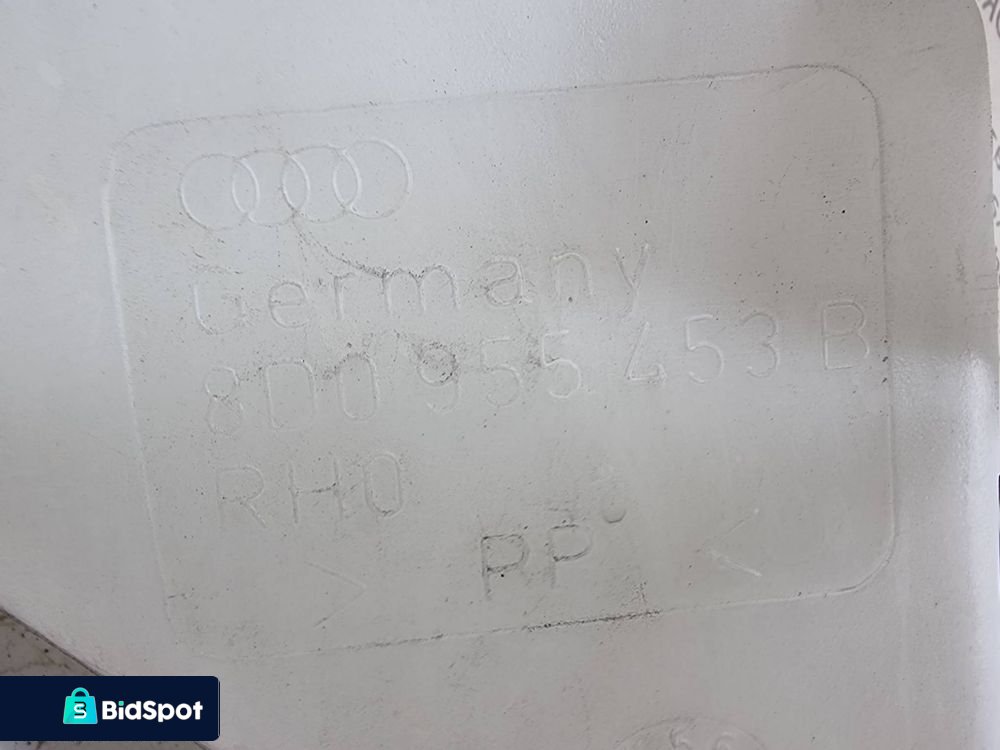 Germany
8D0 955 453 B
RH0
> PP <
BidSpot